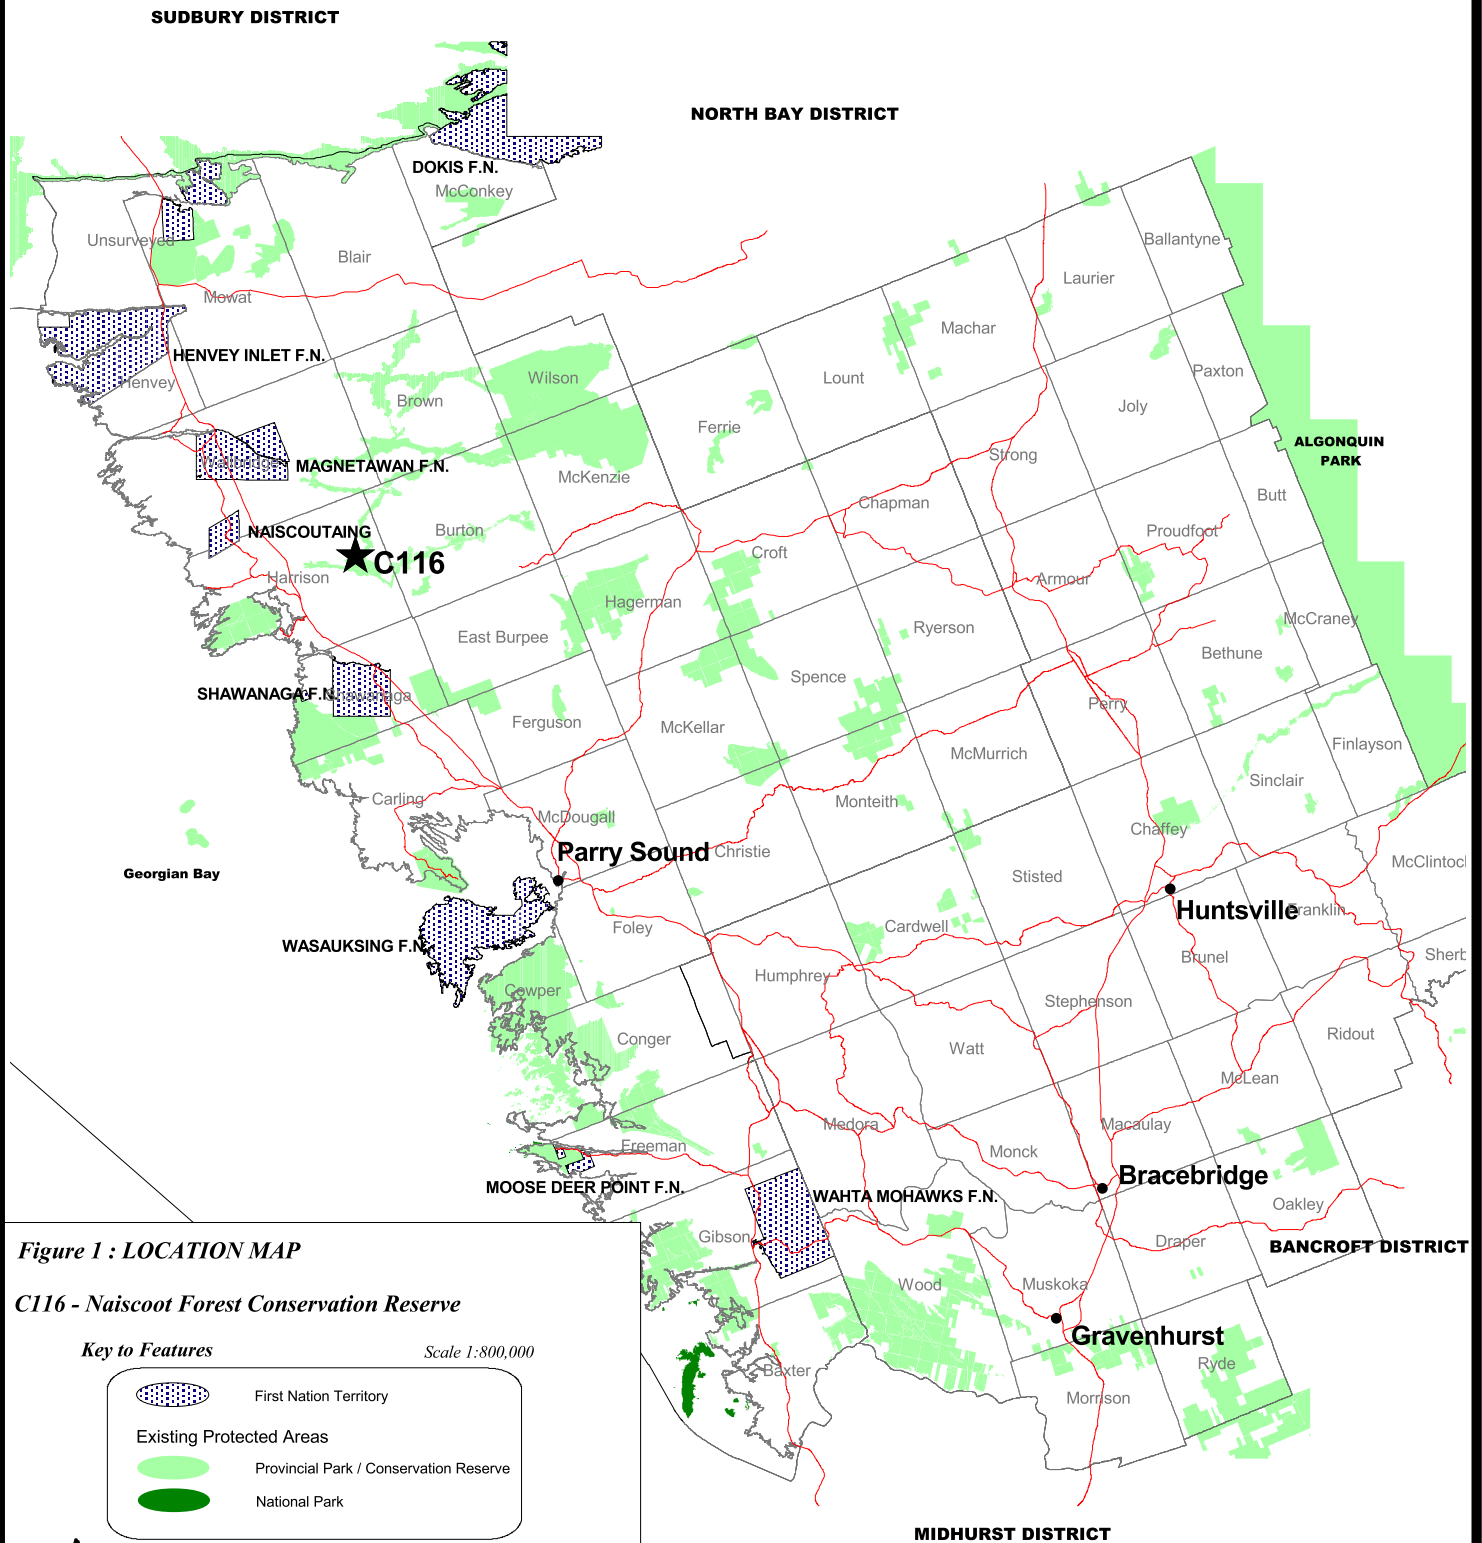 SUDBURY DISTRICT
NORTH BAY DISTRICT
DOKIS F.N.
McConkey
Unsurveyed
Blair
Ballantyne
Laurier
Mowat
Machar
HENVEY INLET F.N.
Henvey
Wilson
Brown
Lount
Paxton
Joly
Ferrie
ALGONQUIN
PARK
Strong
MAGNETAWAN F.N.
McKenzie
Chapman
Butt
NAISCOUTAING
Burton
Proudfoot
Croft
C116
Harrison
Armour
Hagerman
East Burpee
Ryerson
McCraney
Bethune
Spence
SHAWANAGA F.N.
Shawanaga
Perry
Ferguson
McKellar
McMurrich
Finlayson
Sinclair
Carling
Monteith
McDougall
Chaffey
Parry Sound
Christie
McClintoc
Georgian Bay
Stisted
Huntsville
Franklin
Foley
Cardwell
WASAUKSING F.N.
Brunel
Sherb
Humphrey
Cowper
Stephenson
Conger
Watt
Ridout
McLean
Medora
Macaulay
Freeman
Monck
Bracebridge
MOOSE DEER POINT F.N.
WAHTA MOHAWKS F.N.
Oakley
Gibson
Draper
BANCROFT DISTRICT
Wood
Muskoka
Gravenhurst
Ryde
Baxter
Morrison
MIDHURST DISTRICT
Figure 1 : LOCATION MAP
C116 - Naiscoot Forest Conservation Reserve
Key to Features
Scale 1:800,000
First Nation Territory
Existing Protected Areas
Provincial Park / Conservation Reserve
National Park